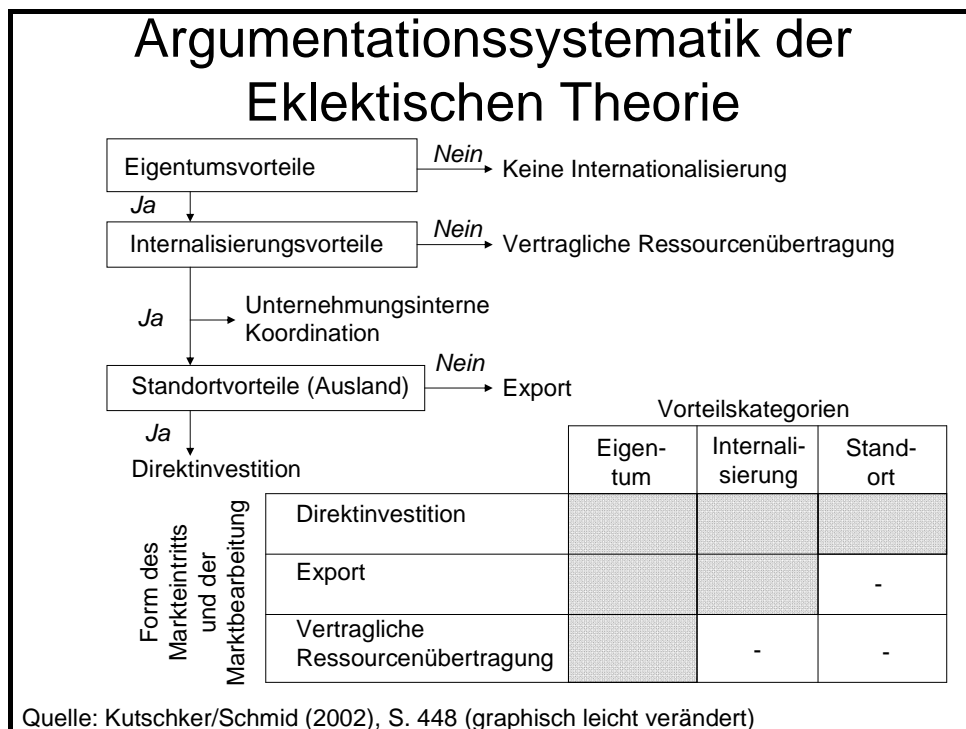 Argumentationssystematik der
Eklektischen Theorie
Eigentumsvorteile
Nein
Keine Internationalisierung
Ja
Internalisierungsvorteile
Nein
Vertragliche Ressourcenübertragung
Ja
Unternehmungsinterne
Koordination
Standortvorteile (Ausland)
Nein
Export
Ja
Direktinvestition
Vorteilskategorien
Eigen-
tum
Internali-
sierung
Stand-
ort
Form des
Markteintritts
und der
Marktbearbeitung
Direktinvestition
Export
-
Vertragliche
Ressourcenübertragung
-
-
Quelle: Kutschker/Schmid (2002), S. 448 (graphisch leicht verändert)